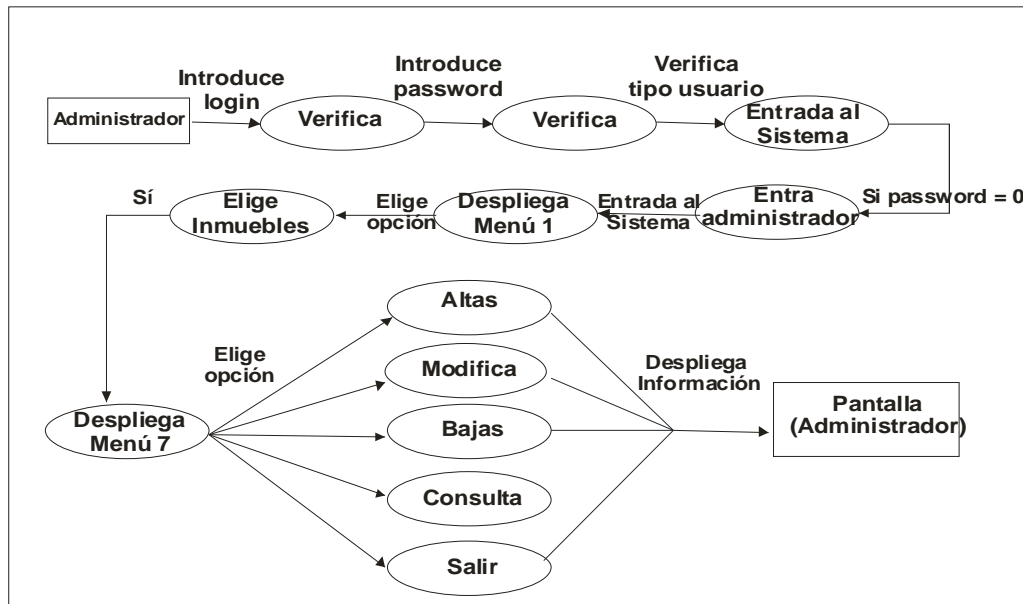 Introduce
login
Introduce
password
Verifica
tipo usuario
Administrador
Verifica
Verifica
Entrada al
Sistema
Sí
Elige
Inmuebles
Elige
opción
Despliega
Menú 1
Entrada al
Sistema
Entra
administrador
Si password = 0
Altas
Elige
opción
Modifica
Despliega
Información
Despliega
Menú 7
Bajas
Pantalla
(Administrador)
Consulta
Salir